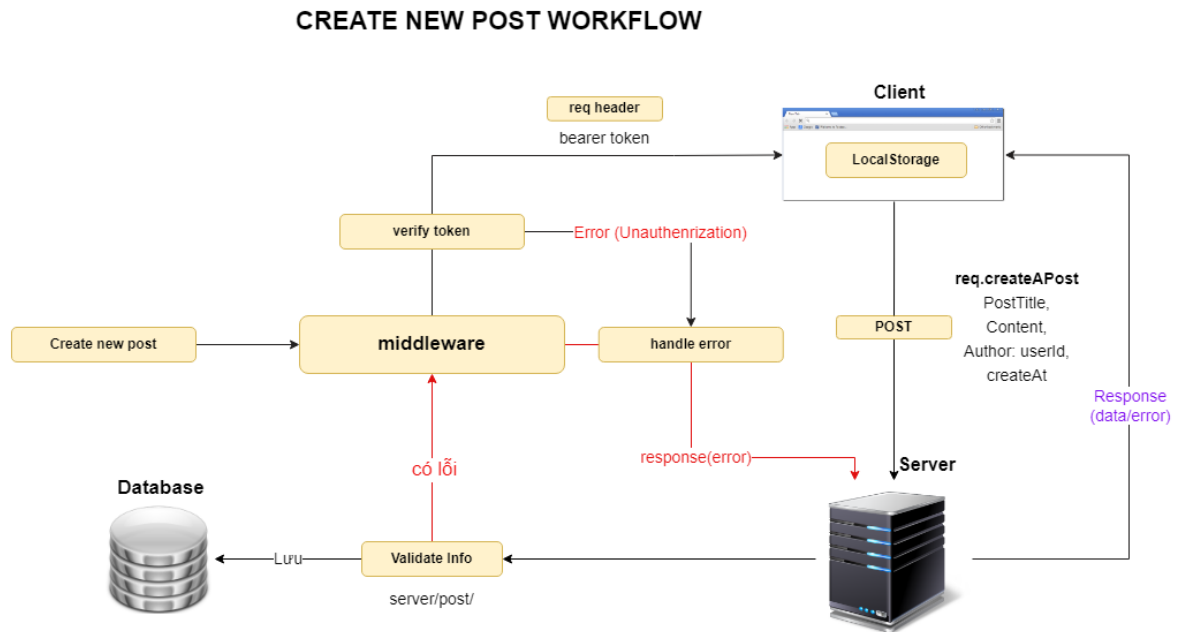 CREATE NEW POST WORKFLOW
Client
req header
bearer token
LocalStorage
verify token
Error (Unauthenrization)
req.createAPost
PostTitle,
Content,
Author: userId,
createAt
POST
Create new post
middleware
handle error
Response
(data/error)
có lỗi
response(error)
Server
Database
Lưu
Validate Info
server/post/